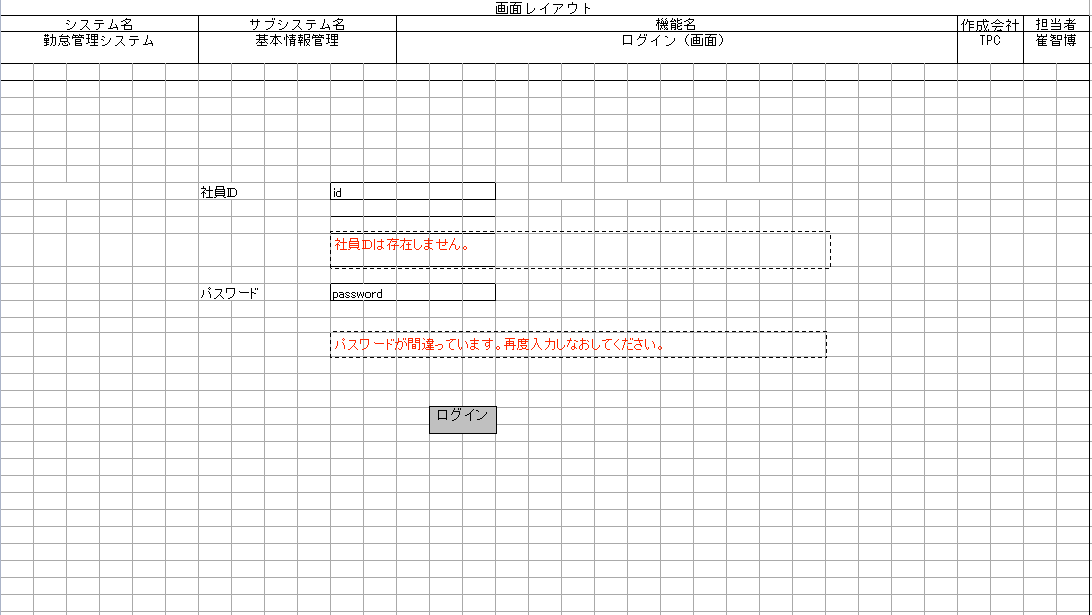 画面レイアウト
システム名 サブシステム名 機能名 作成会社 担当者
勤怠管理システム 基本情報管理 ログイン（画面） TPC 崔智博
社員ID id
社員IDは存在しません。
パスワード password
パスワードが間違っています。再度入力しなおしてください。
ログイン